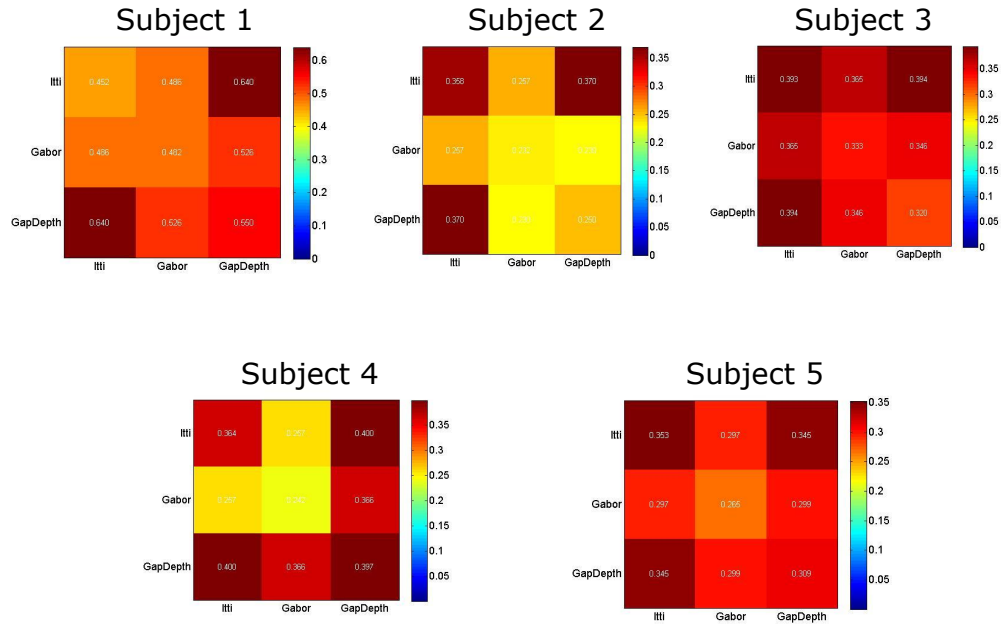 Subject 1
Itti 0.452 0.486 0.640
Gabor 0.486 0.482 0.526
GapDepth 0.640 0.526 0.550
Itti Gabor GapDepth
0.6
0.5
0.4
0.3
0.2
0.1
0
Subject 2
Itti 0.358 0.257 0.370
Gabor 0.257
GapDepth 0.370 0.250
Itti Gabor GapDepth
0.35
0.3
0.25
0.2
0.15
0.1
0.05
0
Subject 3
Itti 0.393 0.365 0.394
Gabor 0.365 0.333 0.346
GapDepth 0.394 0.346 0.320
Itti Gabor GapDepth
0.35
0.3
0.25
0.2
0.15
0.1
0.05
0
Subject 4
Itti 0.364 0.257 0.400
Gabor 0.257 0.366
GapDepth 0.400 0.366 0.397
Itti Gabor GapDepth
0.35
0.3
0.25
0.2
0.15
0.1
0.05
Subject 5
Itti 0.353 0.297 0.345
Gabor 0.297 0.265 0.299
GapDepth 0.345 0.299 0.309
Itti Gabor GapDepth
0.35
0.3
0.25
0.2
0.15
0.1
0.05